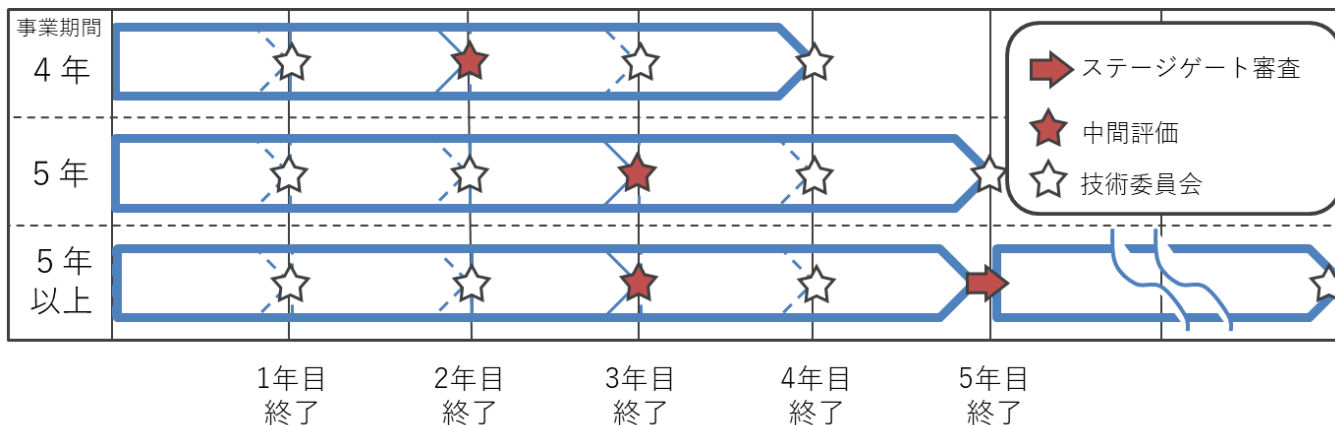 事業期間
4 年
5 年
5 年
以上
ステージゲート審査
中間評価
技術委員会
1年目
終了
2年目
終了
3年目
終了
4年目
終了
5年目
終了